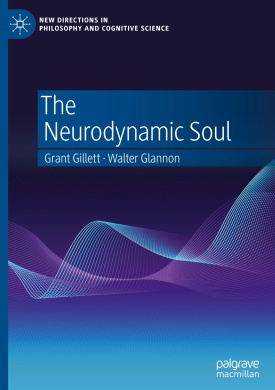 NEW DIRECTIONS IN
PHILOSOPHY AND COGNITIVE SCIENCE
The
Neurodynamic Soul
Grant Gillett · Walter Glannon
palgrave
macmillan